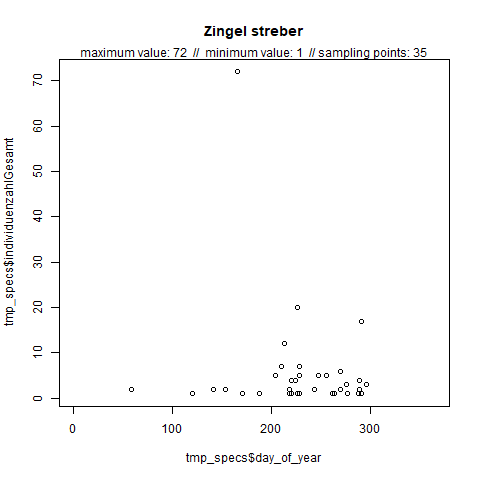 Zingel streber
maximum value: 72 // minimum value: 1 // sampling points: 35
70
60
50
40
30
20
10
0
tmp_specs$individuenzahlGesamt
0 100 200 300
tmp_specs$day_of_year